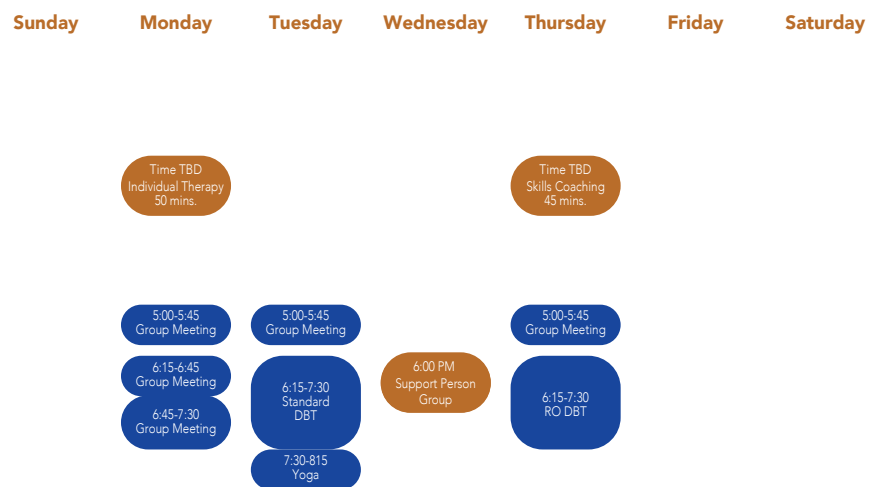 Sunday
Monday
Tuesday
Wednesday
Thursday
Friday
Saturday
Time TBD
Individual Therapy
50 mins.
Time TBD
Skills Coaching
45 mins.
5:00-5:45
Group Meeting
5:00-5:45
Group Meeting
5:00-5:45
Group Meeting
6:15-6:45
Group Meeting
6:45-7:30
Group Meeting
6:15-7:30
Standard
DBT
6:00 PM
Support Person
Group
6:15-7:30
RO DBT
7:30-815
Yoga